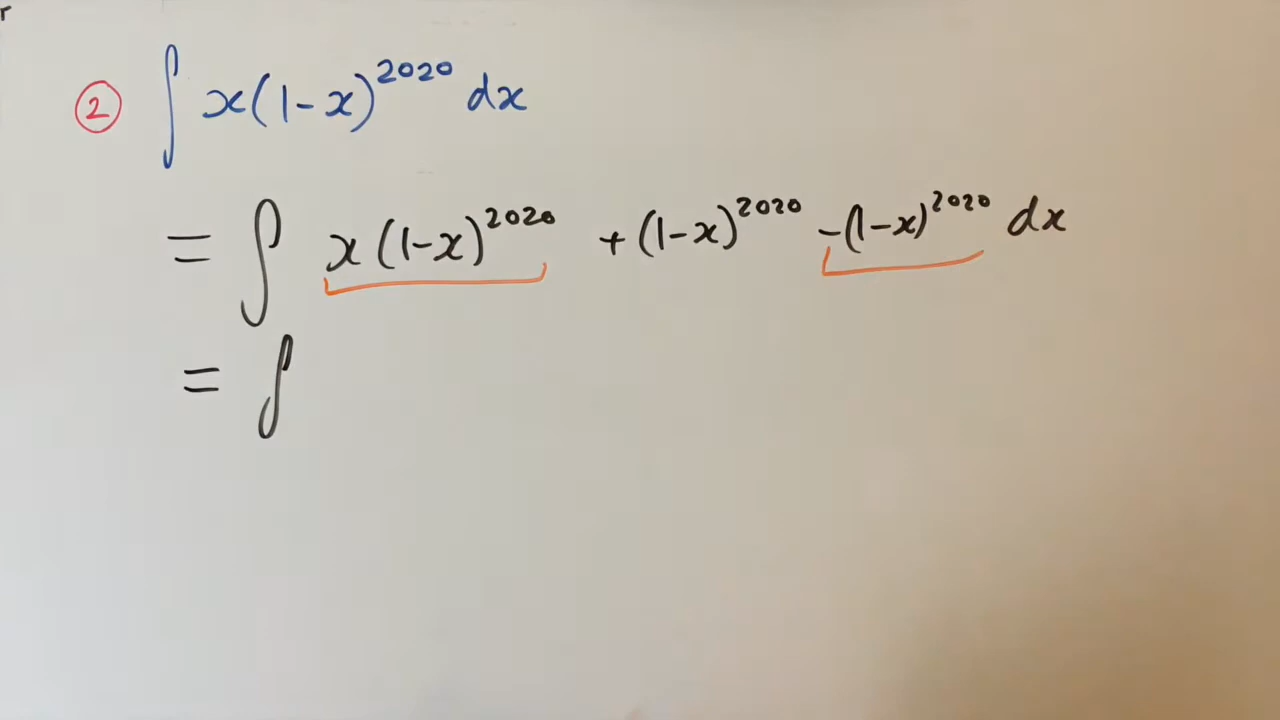 ② ∫ x(1-x)^2020 dx
= ∫ x(1-x)^2020 + (1-x)^2020 -(1-x)^2020 dx
= ∫